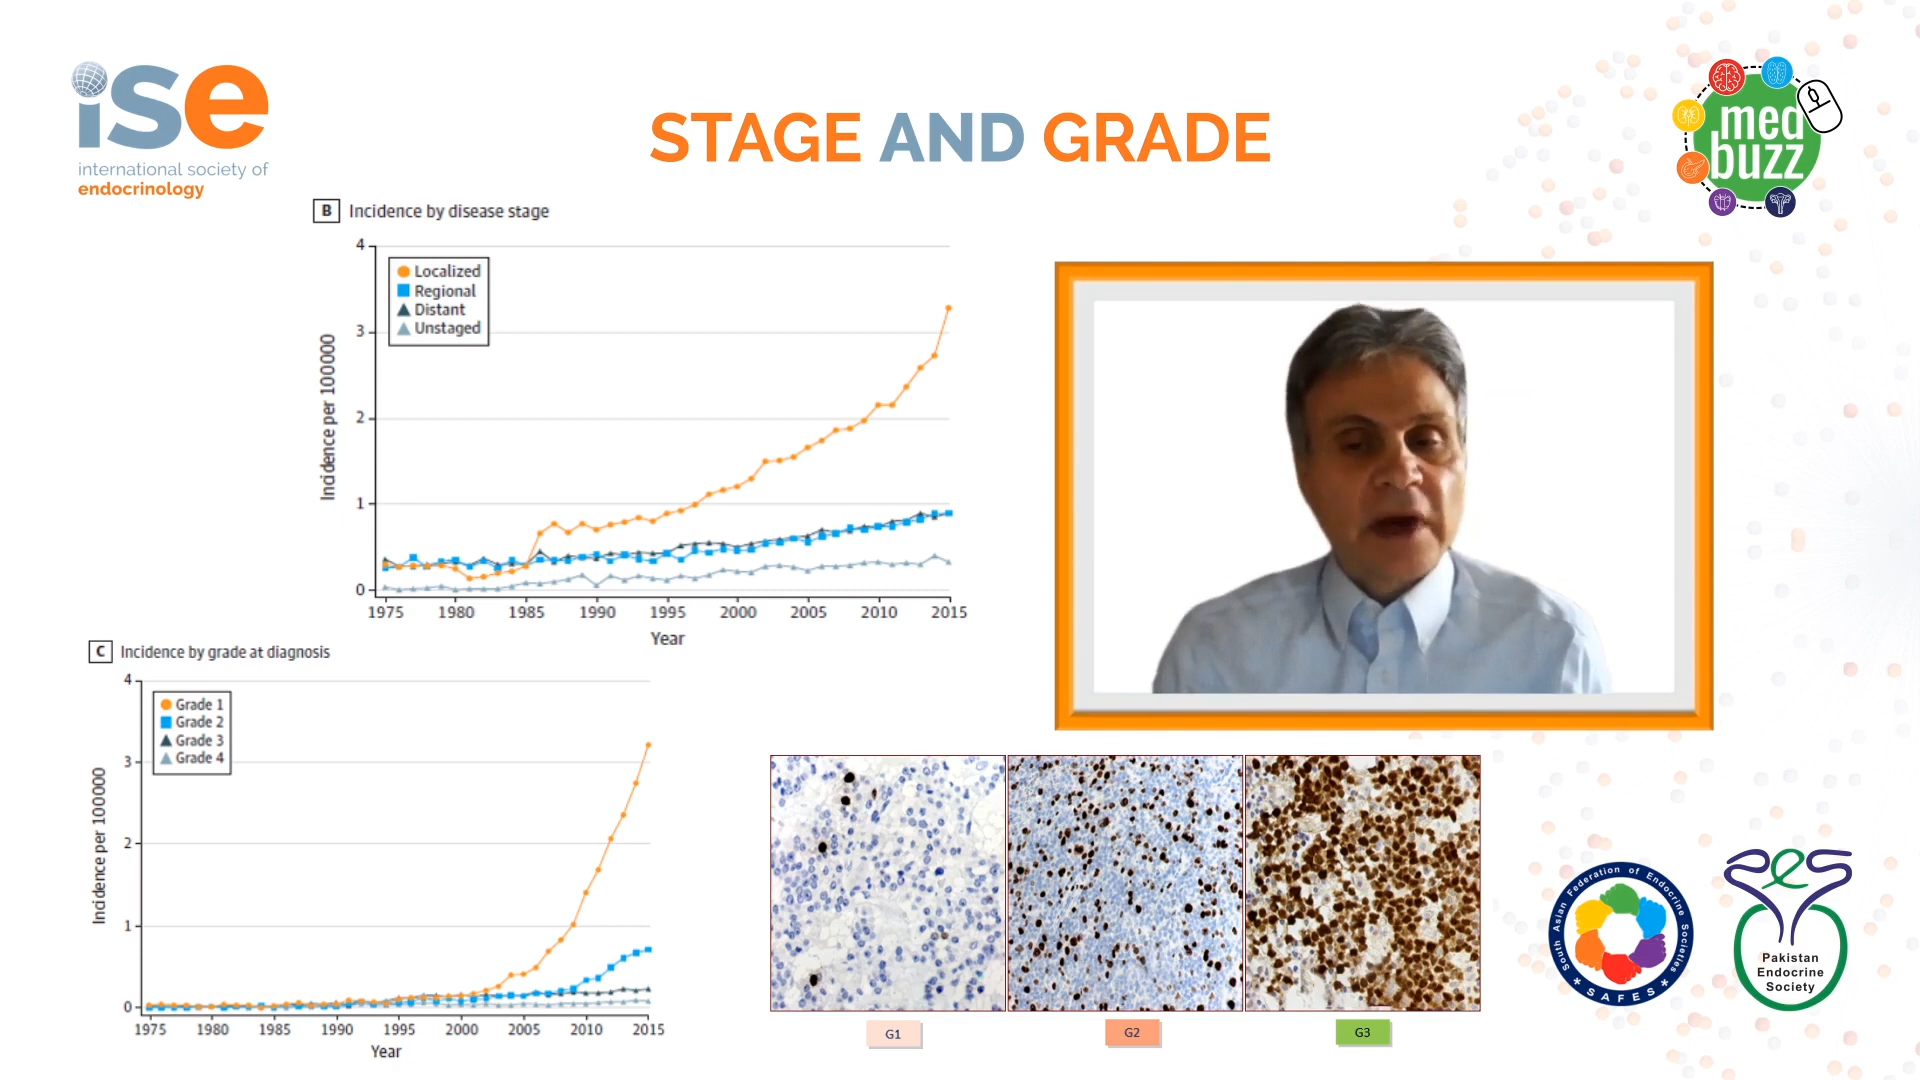 ise
international society of
endocrinology
STAGE AND GRADE
med
buzz
B Incidence by disease stage
4
3
2
1
0
Incidence per 100000
Localized
Regional
Distant
Unstaged
1975 1980 1985 1990 1995 2000 2005 2010 2015
Year
C Incidence by grade at diagnosis
4
3
2
1
0
Incidence per 100000
Grade 1
Grade 2
Grade 3
Grade 4
1975 1980 1985 1990 1995 2000 2005 2010 2015
Year
G1 G2 G3
South Asian Federation of Endocrine Societies
* SAFES *
PES
Pakistan
Endocrine
Society